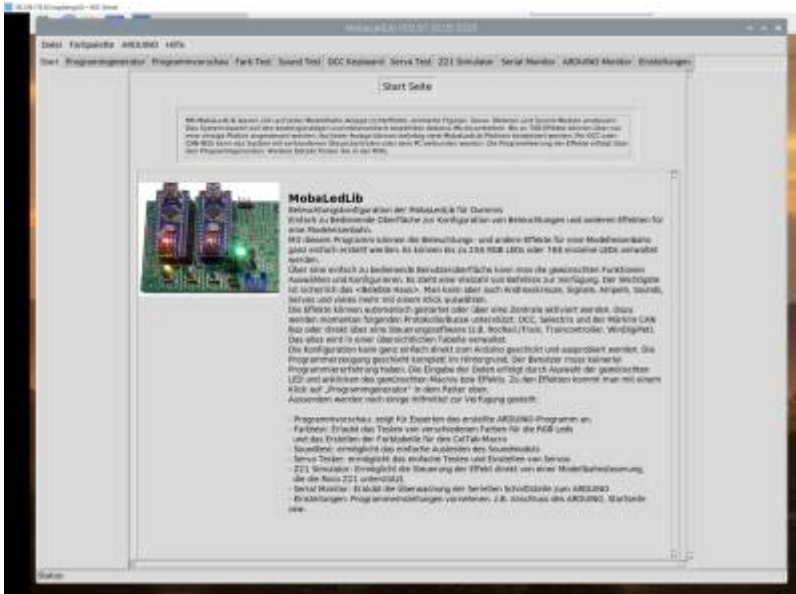 Datei Farbpalette ARDUINO Hilfe
Start Programmgenerator Programmvorschau Farb Test Sound Test DCC Keyboard Servo Test Z21 Simulator Serial Monitor ARDUINO Monitor Einstellungen
Start Seite
MobaLedLib
Beleuchtungskonfiguration der MobaLedLib für Dummies
Einfach zu Bedienende Oberfläche zur Konfiguration von Beleuchtungen und anderen Effekten für
eine Modelleisenbahn.
Mit diesem Programm können die Beleuchtungs- und andere Effekte für eine Modelleisenbahn
ganz einfach erstellt werden. Es können bis zu 256 RGB LEDs oder 768 einzelne LEDs verwaltet
werden.
Über eine einfach zu bedienende Benutzeroberfläche kann man die gewünschten Funktionen
Auswählen und Konfigurieren. Es steht eine Vielzahl von Befehlen zur Verfügung. Der Wichtigste
ist sicherlich das <Belebte Haus>. Man kann aber auch Andreaskreuze, Signale, Ampeln, Sounds,
Servos und vieles mehr mit einem Klick auswählen.
Die Effekte können automatisch gestartet oder über eine Zentrale aktiviert werden. Dazu
werden momentan folgenden Protokolle/Busse unterstützt: DCC, Selectrix und der Märklin CAN
Bus oder direkt über eine Steuerungssoftware (z.B. Rocrail/iTrain, Traincontroller, WinDigiPet).
Das alles wird in einer übersichtlichen Tabelle verwaltet.
Die Konfiguration kann ganz einfach direkt zum Arduino geschickt und ausprobiert werden. Die
Programmerzeugung geschieht komplett im Hintergrund. Der Benutzer muss keinerlei
Programmiererfahrung haben. Die Eingabe der Daten erfolgt durch Auswahl der gewünschten
LED und anklicken des gewünschten Macros bzw Effekts. Zu den Effekten kommt man mit einem
Klick auf „Programmgenerator“ in dem Reiter oben.
Ausserdem werden noch einige Hilfmittel zur Verfügung gestellt:
- Programmvorschau: zeigt für Experten das erstellte ARDUINO-Programm an.
- Farbtest: Erlaubt das Testen von verschiedenen Farben für die RGB Leds
und das Erstellen der Farbtabelle für den ColTab-Macro
- Soundtest: ermöglicht das einfache Austesten des Soundmoduls
- Servo Tester: ermöglicht das einfache Testen und Einstellen von Servos
- Z21 Simulator: Ermöglicht die Steuerung der Effekt direkt von einer Modellbahnsteuerung,
die die Roco Z21 unterstützt
- Serial Monitor: Erlaubt die Überwachung der Seriellen Schnittstelle zum ARDUINO
- Einstellungen: Programmeinstellungen vornehmen. z.B. Anschluss des ARDUINO, Startseite
usw.
Status: